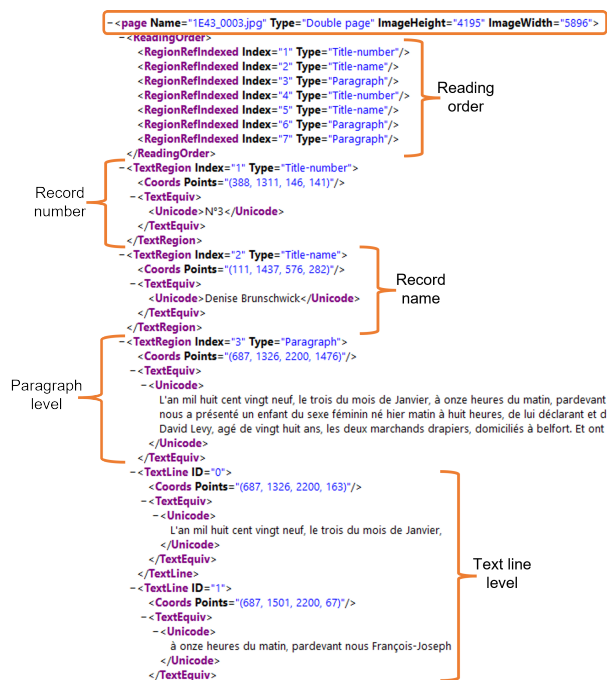 -<page Name="1E43_0003.jpg" Type="Double page" ImageHeight="4195" ImageWidth="5896">
-<ReadingOrder>
<RegionRefIndexed Index="1" Type="Title-number"/>
<RegionRefIndexed Index="2" Type="Title-name"/>
<RegionRefIndexed Index="3" Type="Paragraph"/>
<RegionRefIndexed Index="4" Type="Title-number"/>
<RegionRefIndexed Index="5" Type="Title-name"/>
<RegionRefIndexed Index="6" Type="Paragraph"/>
<RegionRefIndexed Index="7" Type="Paragraph"/>
</ReadingOrder>
Reading
order
-<TextRegion Index="1" Type="Title-number">
<Coords Points="(388, 1311, 146, 141)"/>
-<TextEquiv>
<Unicode>N°3</Unicode>
</TextEquiv>
</TextRegion>
Record
number
-<TextRegion Index="2" Type="Title-name">
<Coords Points="(111, 1437, 576, 282)"/>
-<TextEquiv>
<Unicode>Denise Brunschwick</Unicode>
</TextEquiv>
</TextRegion>
Record
name
-<TextRegion Index="3" Type="Paragraph">
<Coords Points="(687, 1326, 2200, 1476)"/>
-<TextEquiv>
-<Unicode>
L'an mil huit cent vingt neuf, le trois du mois de Janvier, à onze heures du matin, pardevant
nous a présenté un enfant du sexe féminin né hier matin à huit heures, de lui déclarant et d
David Levy, agé de vingt huit ans, les deux marchands drapiers, domiciliés à belfort. Et ont
</Unicode>
</TextEquiv>
Paragraph
level
-<TextLine ID="0">
<Coords Points="(687, 1326, 2200, 163)"/>
-<TextEquiv>
-<Unicode>
L'an mil huit cent vingt neuf, le trois du mois de Janvier,
</Unicode>
</TextEquiv>
</TextLine>
-<TextLine ID="1">
<Coords Points="(687, 1501, 2200, 67)"/>
-<TextEquiv>
-<Unicode>
à onze heures du matin, pardevant nous François-Joseph
</Unicode>
</TextEquiv>
Text line
level